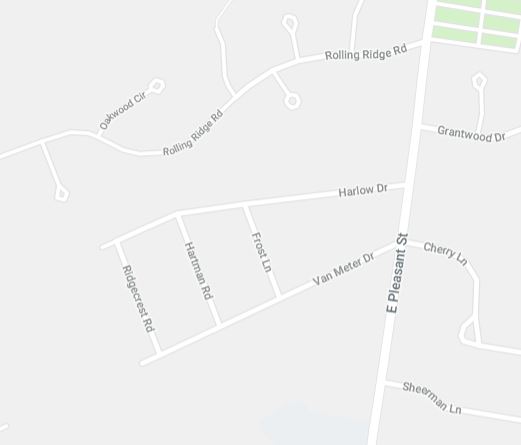 Rolling Ridge Rd
Oakwood Cir
Rolling Ridge Rd
Grantwood Dr
Harlow Dr
Frost Ln
Hartman Rd
Ridgecrest Rd
Van Meter Dr
E Pleasant St
Cherry Ln
Sheerman Ln